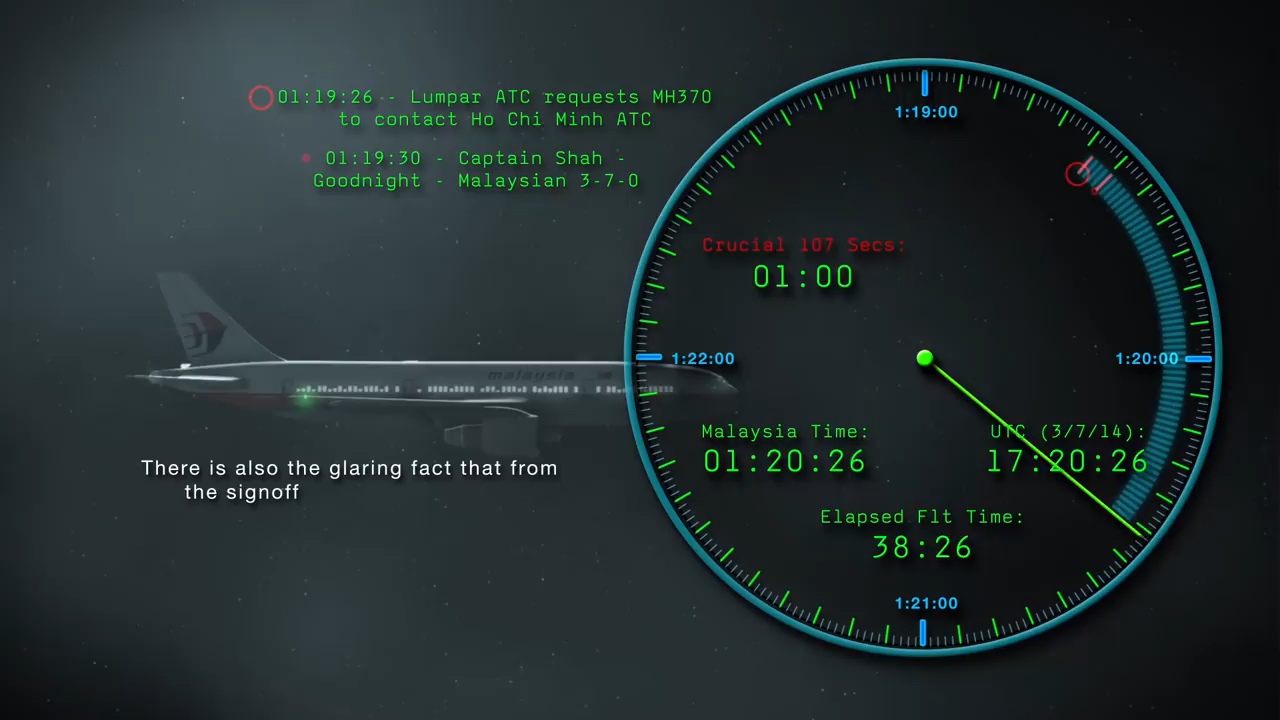 01:19:26 - Lumpar ATC requests MH370
to contact Ho Chi Minh ATC
01:19:30 - Captain Shah -
Goodnight - Malaysian 3-7-0
1:19:00
Crucial 107 Secs:
01:00
1:22:00
1:20:00
malaysia
Malaysia Time:
01:20:26
UTC (3/7/14):
17:20:26
There is also the glaring fact that from
the signoff
Elapsed Flt Time:
38:26
1:21:00